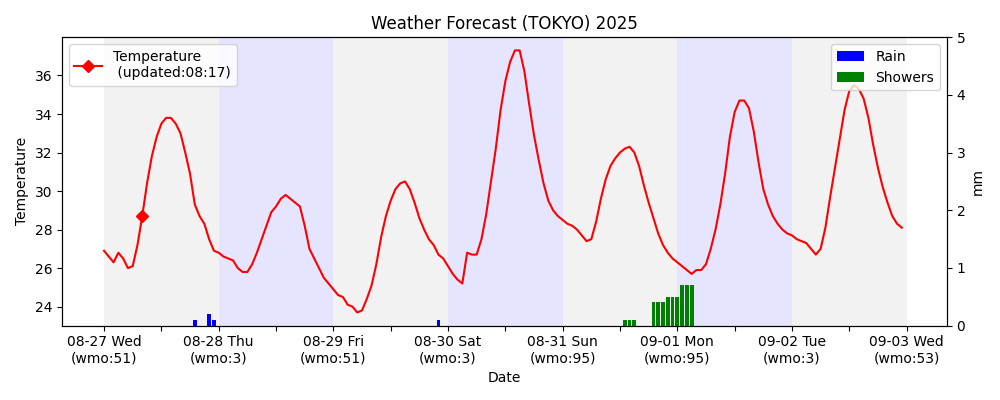 Weather Forecast (TOKYO) 2025
Temperature
(updated:08:17)
Rain
Showers
Temperature
36
34
32
30
28
26
24
5
4
3
2
1
0
mm
08-27 Wed
(wmo:51)
08-28 Thu
(wmo:3)
08-29 Fri
(wmo:51)
08-30 Sat
(wmo:3)
08-31 Sun
(wmo:95)
09-01 Mon
(wmo:95)
09-02 Tue
(wmo:3)
09-03 Wed
(wmo:53)
Date